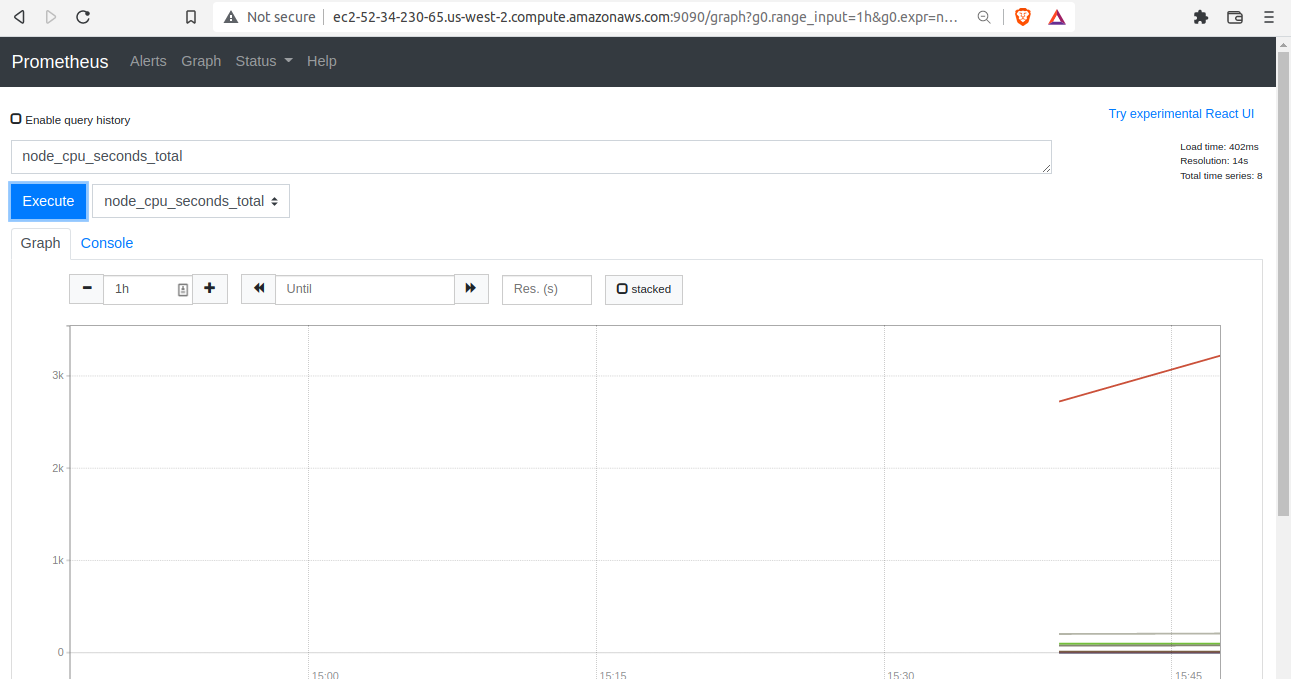 Not secure ec2-52-34-230-65.us-west-2.compute.amazonaws.com:9090/graph?g0.range_input=1h&g0.expr=n...
Prometheus Alerts Graph Status Help
Enable query history
Try experimental React UI
node_cpu_seconds_total
Load time: 402ms
Resolution: 14s
Total time series: 8
Execute node_cpu_seconds_total
Graph Console
1h Until Res. (s) stacked
3k
2k
1k
0
15:00 15:15 15:30 15:45